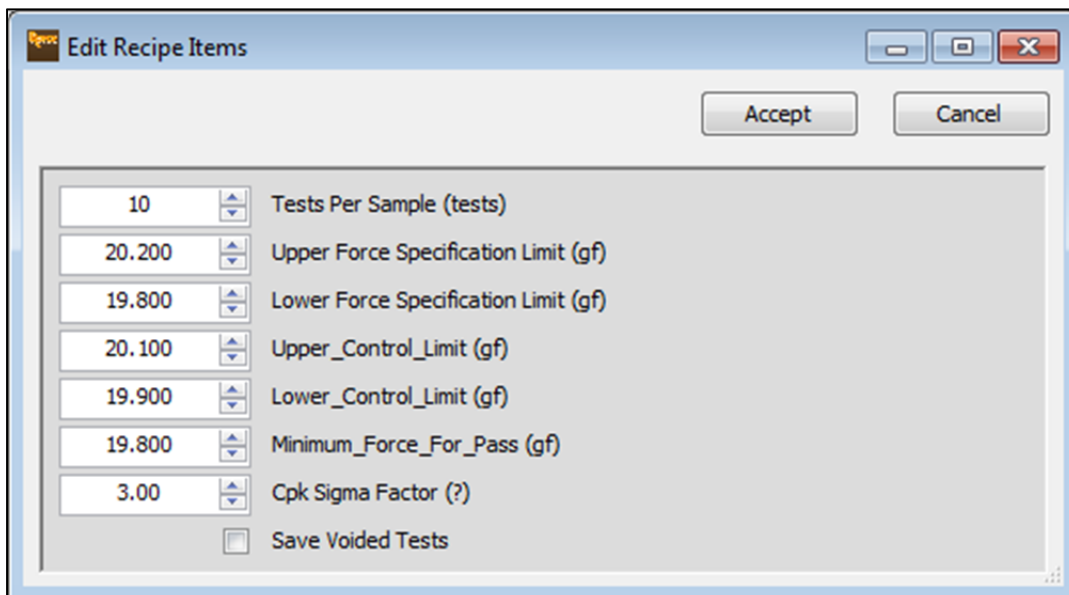 Edit Recipe Items
Accept Cancel
10 Tests Per Sample (tests)
20.200 Upper Force Specification Limit (gf)
19.800 Lower Force Specification Limit (gf)
20.100 Upper_Control_Limit (gf)
19.900 Lower_Control_Limit (gf)
19.800 Minimum_Force_For_Pass (gf)
3.00 Cpk Sigma Factor (?)
Save Voided Tests